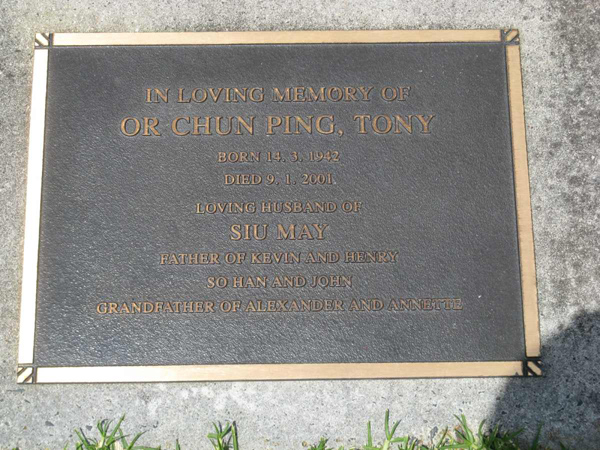 IN LOVING MEMORY OF
OR CHUN PING, TONY
BORN 14. 3. 1942
DIED 9. 1. 2001.
LOVING HUSBAND OF
SIU MAY
FATHER OF KEVIN AND HENRY
SO HAN AND JOHN
GRANDFATHER OF ALEXANDER AND ANNETTE